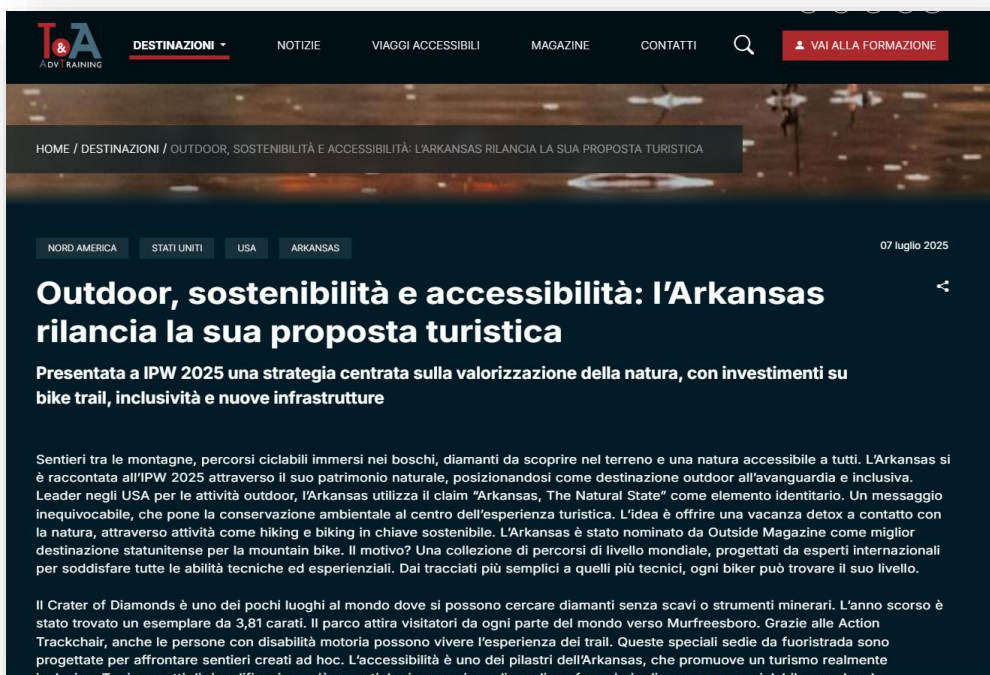 T&A
ADVTRAINING
DESTINAZIONI
NOTIZIE
VIAGGI ACCESSIBILI
MAGAZINE
CONTATTI
VAI ALLA FORMAZIONE
HOME / DESTINAZIONI / OUTDOOR, SOSTENIBILITÀ E ACCESSIBILITÀ: L'ARKANSAS RILANCIA LA SUA PROPOSTA TURISTICA
NORD AMERICA
STATI UNITI
USA
ARKANSAS
07 luglio 2025
Outdoor, sostenibilità e accessibilità: l’Arkansas
rilancia la sua proposta turistica
Presentata a IPW 2025 una strategia centrata sulla valorizzazione della natura, con investimenti su
bike trail, inclusività e nuove infrastrutture
Sentieri tra le montagne, percorsi ciclabili immersi nei boschi, diamanti da scoprire nel terreno e una natura accessibile a tutti. L’Arkansas si
è raccontata all’IPW 2025 attraverso il suo patrimonio naturale, posizionandosi come destinazione outdoor all’avanguardia e inclusiva.
Leader negli USA per le attività outdoor, l’Arkansas utilizza il claim “Arkansas, The Natural State” come elemento identitario. Un messaggio
inequivocabile, che pone la conservazione ambientale al centro dell’esperienza turistica. L’idea è offrire una vacanza detox a contatto con
la natura, attraverso attività come hiking e biking in chiave sostenibile. L’Arkansas è stato nominato da Outside Magazine come miglior
destinazione statunitense per la mountain bike. Il motivo? Una collezione di percorsi di livello mondiale, progettati da esperti internazionali
per soddisfare tutte le abilità tecniche ed esperienziali. Dai tracciati più semplici a quelli più tecnici, ogni biker può trovare il suo livello.
Il Crater of Diamonds è uno dei pochi luoghi al mondo dove si possono cercare diamanti senza scavi o strumenti minerari. L’anno scorso è
stato trovato un esemplare da 3,81 carati. Il parco attira visitatori da ogni parte del mondo verso Murfreesboro. Grazie alle Action
Trackchair, anche le persone con disabilità motoria possono vivere l’esperienza dei trail. Queste speciali sedie da fuoristrada sono
progettate per affrontare sentieri creati ad hoc. L’accessibilità è uno dei pilastri dell’Arkansas, che promuove un turismo realmente